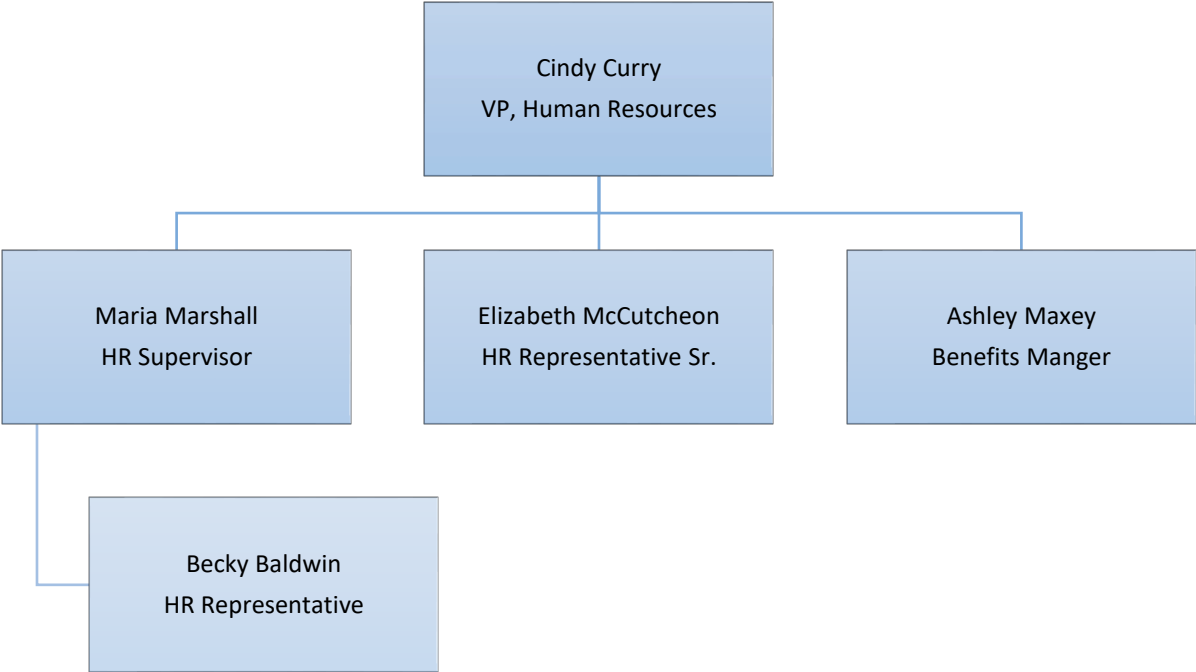 Cindy Curry
VP, Human Resources
Maria Marshall
HR Supervisor
Elizabeth McCutcheon
HR Representative Sr.
Ashley Maxey
Benefits Manger
Becky Baldwin
HR Representative